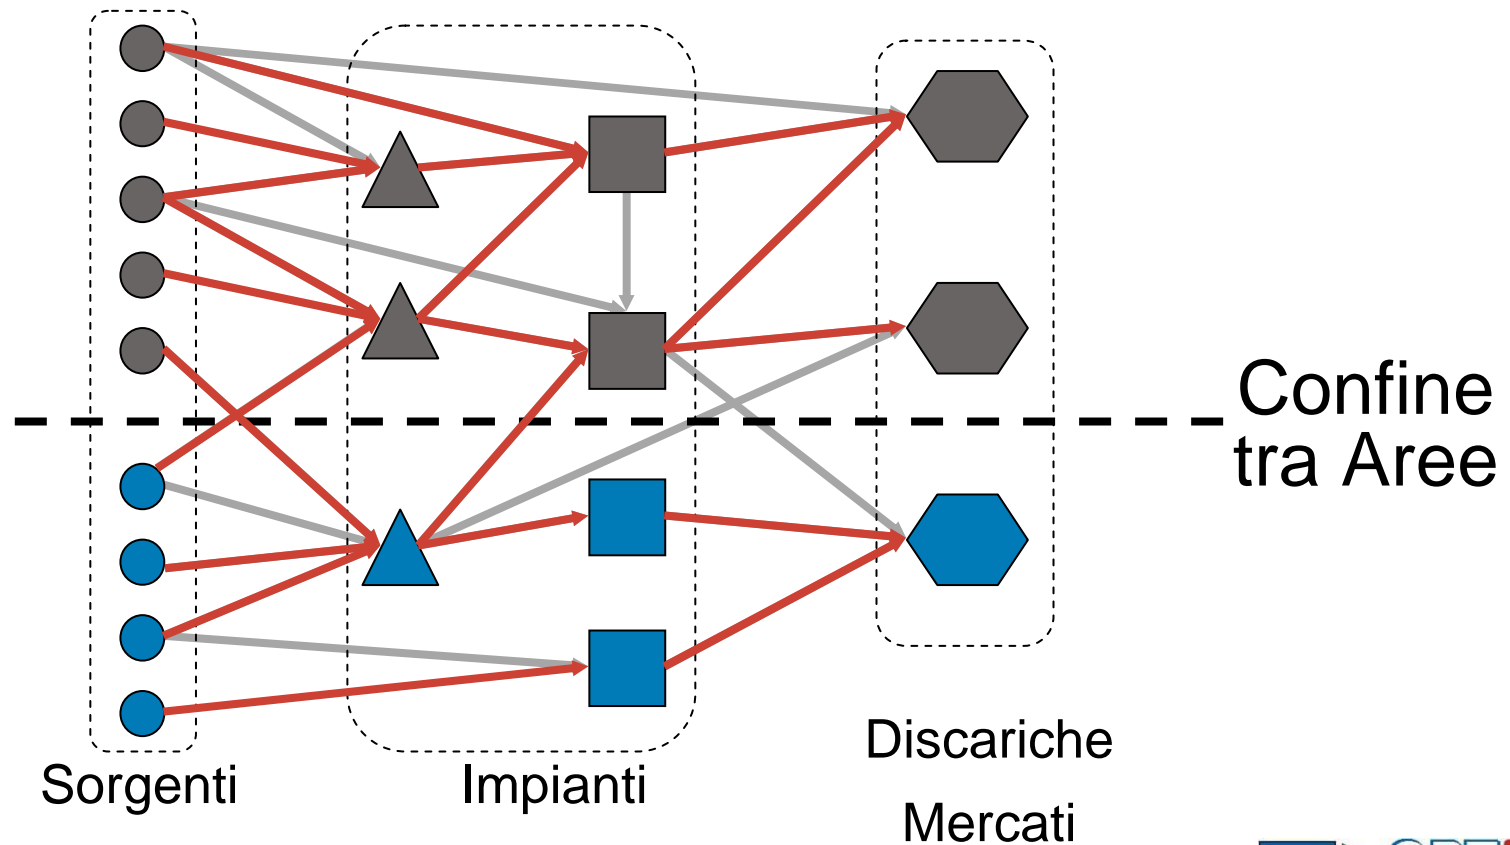 Confine
tra Aree
Sorgenti
Impianti
Discariche
Mercati